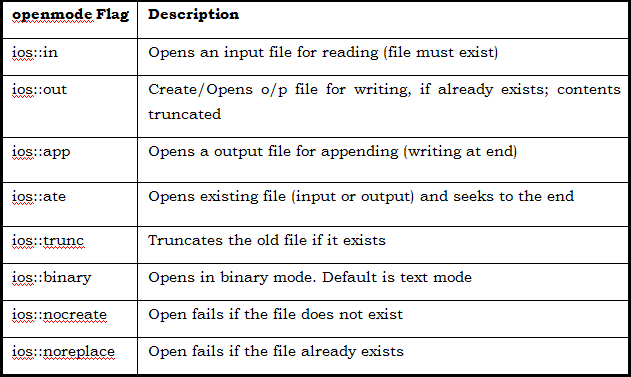 openmode Flag Description
ios::in Opens an input file for reading (file must exist)
ios::out Create/Opens o/p file for writing, if already exists; contents
truncated
ios::app Opens a output file for appending (writing at end)
ios::ate Opens existing file (input or output) and seeks to the end
ios::trunc Truncates the old file if it exists
ios::binary Opens in binary mode. Default is text mode
ios::nocreate Open fails if the file does not exist
ios::noreplace Open fails if the file already exists